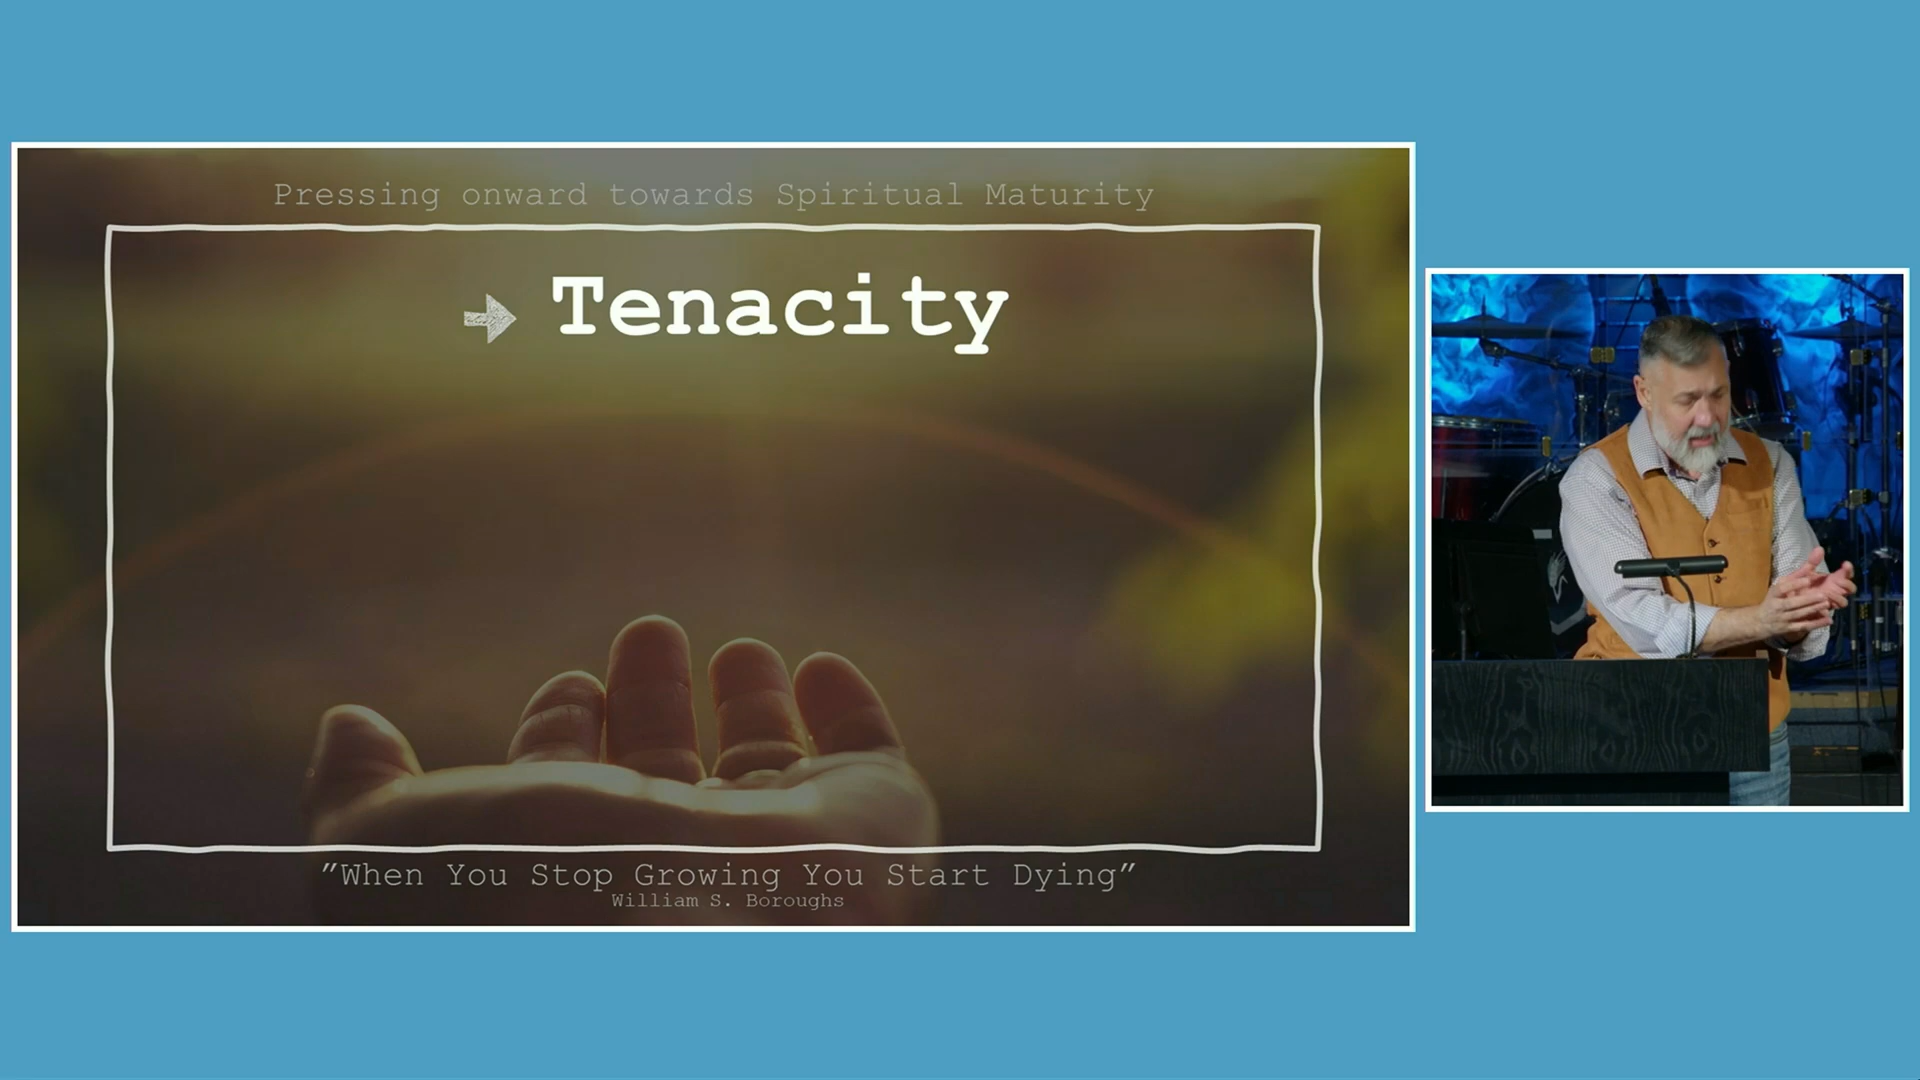 Pressing onward towards Spiritual Maturity
Tenacity
"When You Stop Growing You Start Dying"
William S. Boroughs